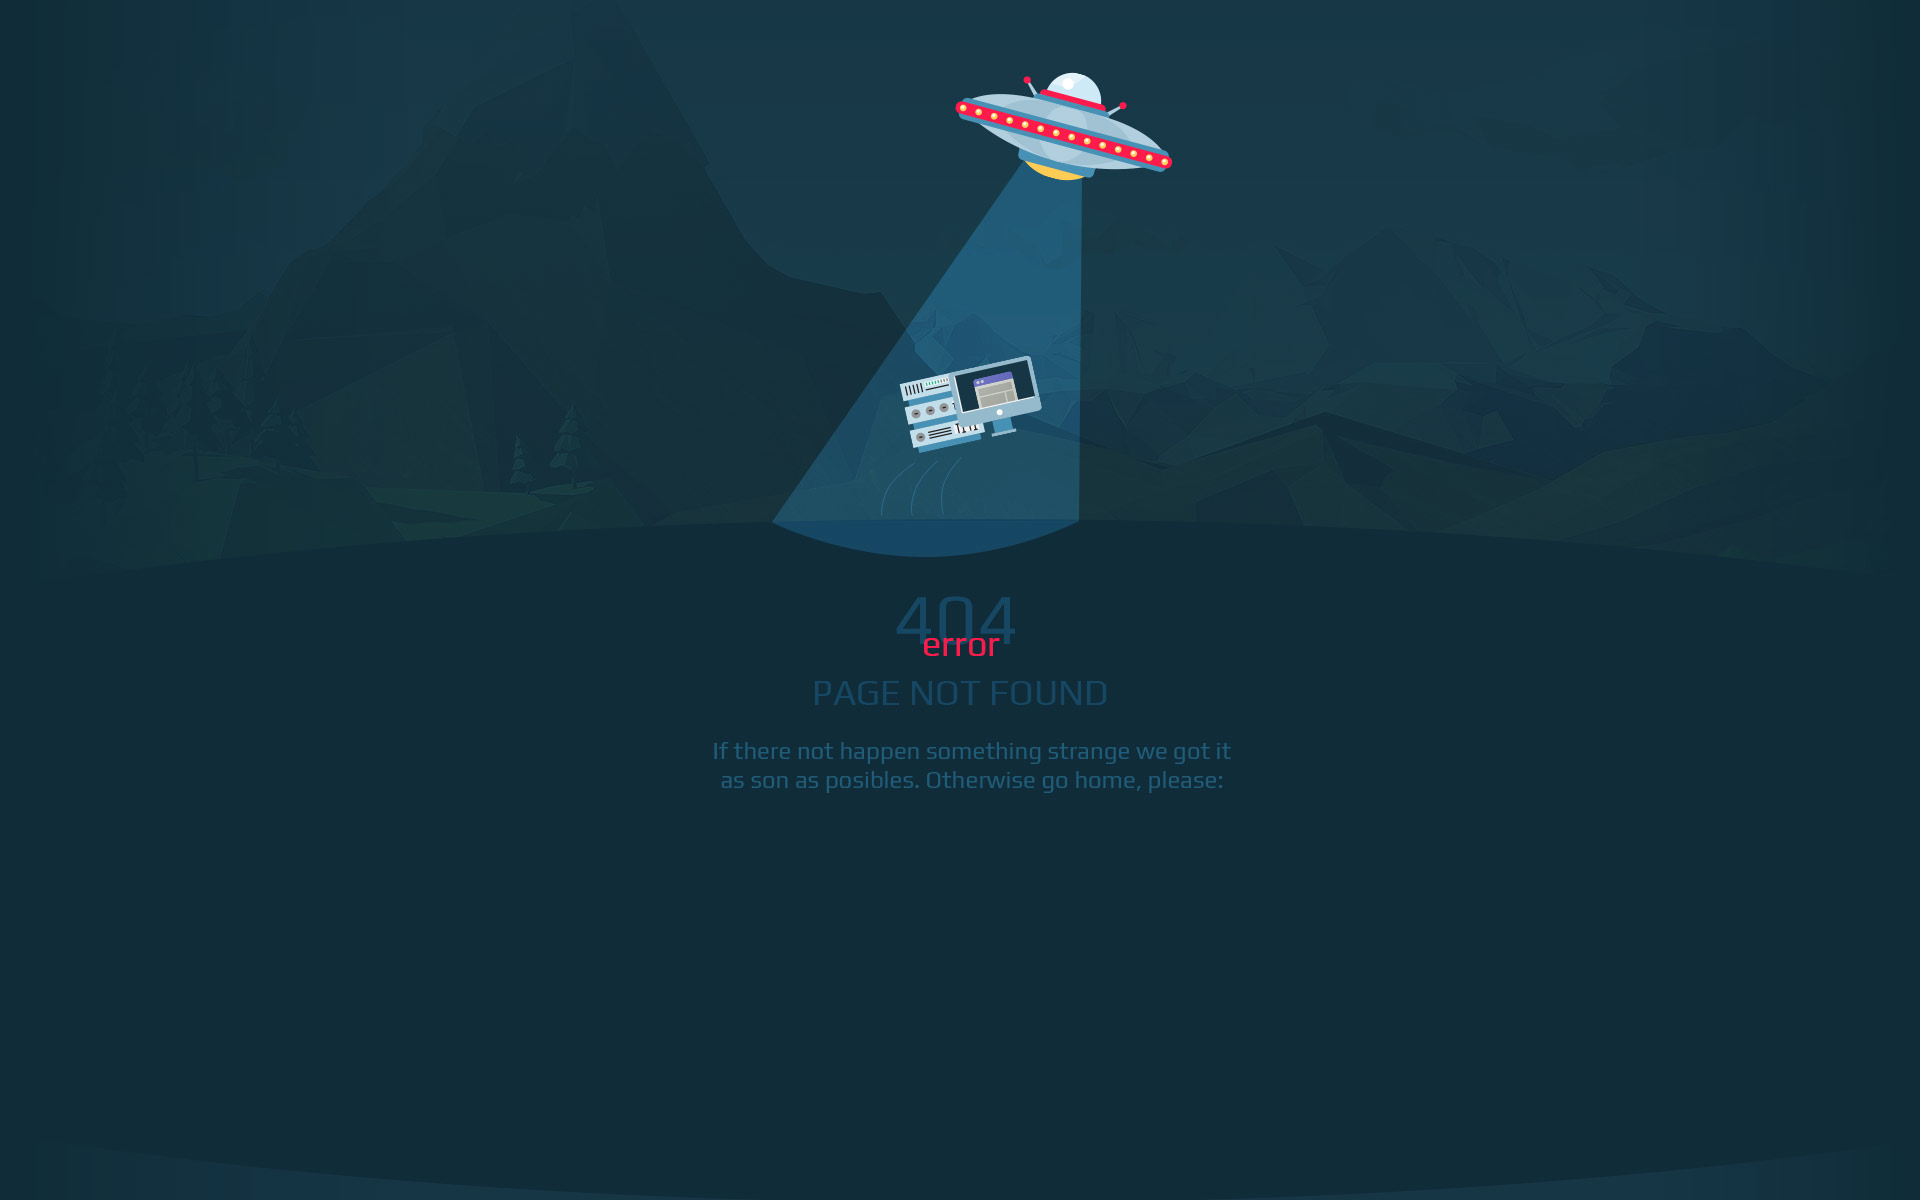 404
error
PAGE NOT FOUND
If there not happen something strange we got it
as son as posibles. Otherwise go home, please: